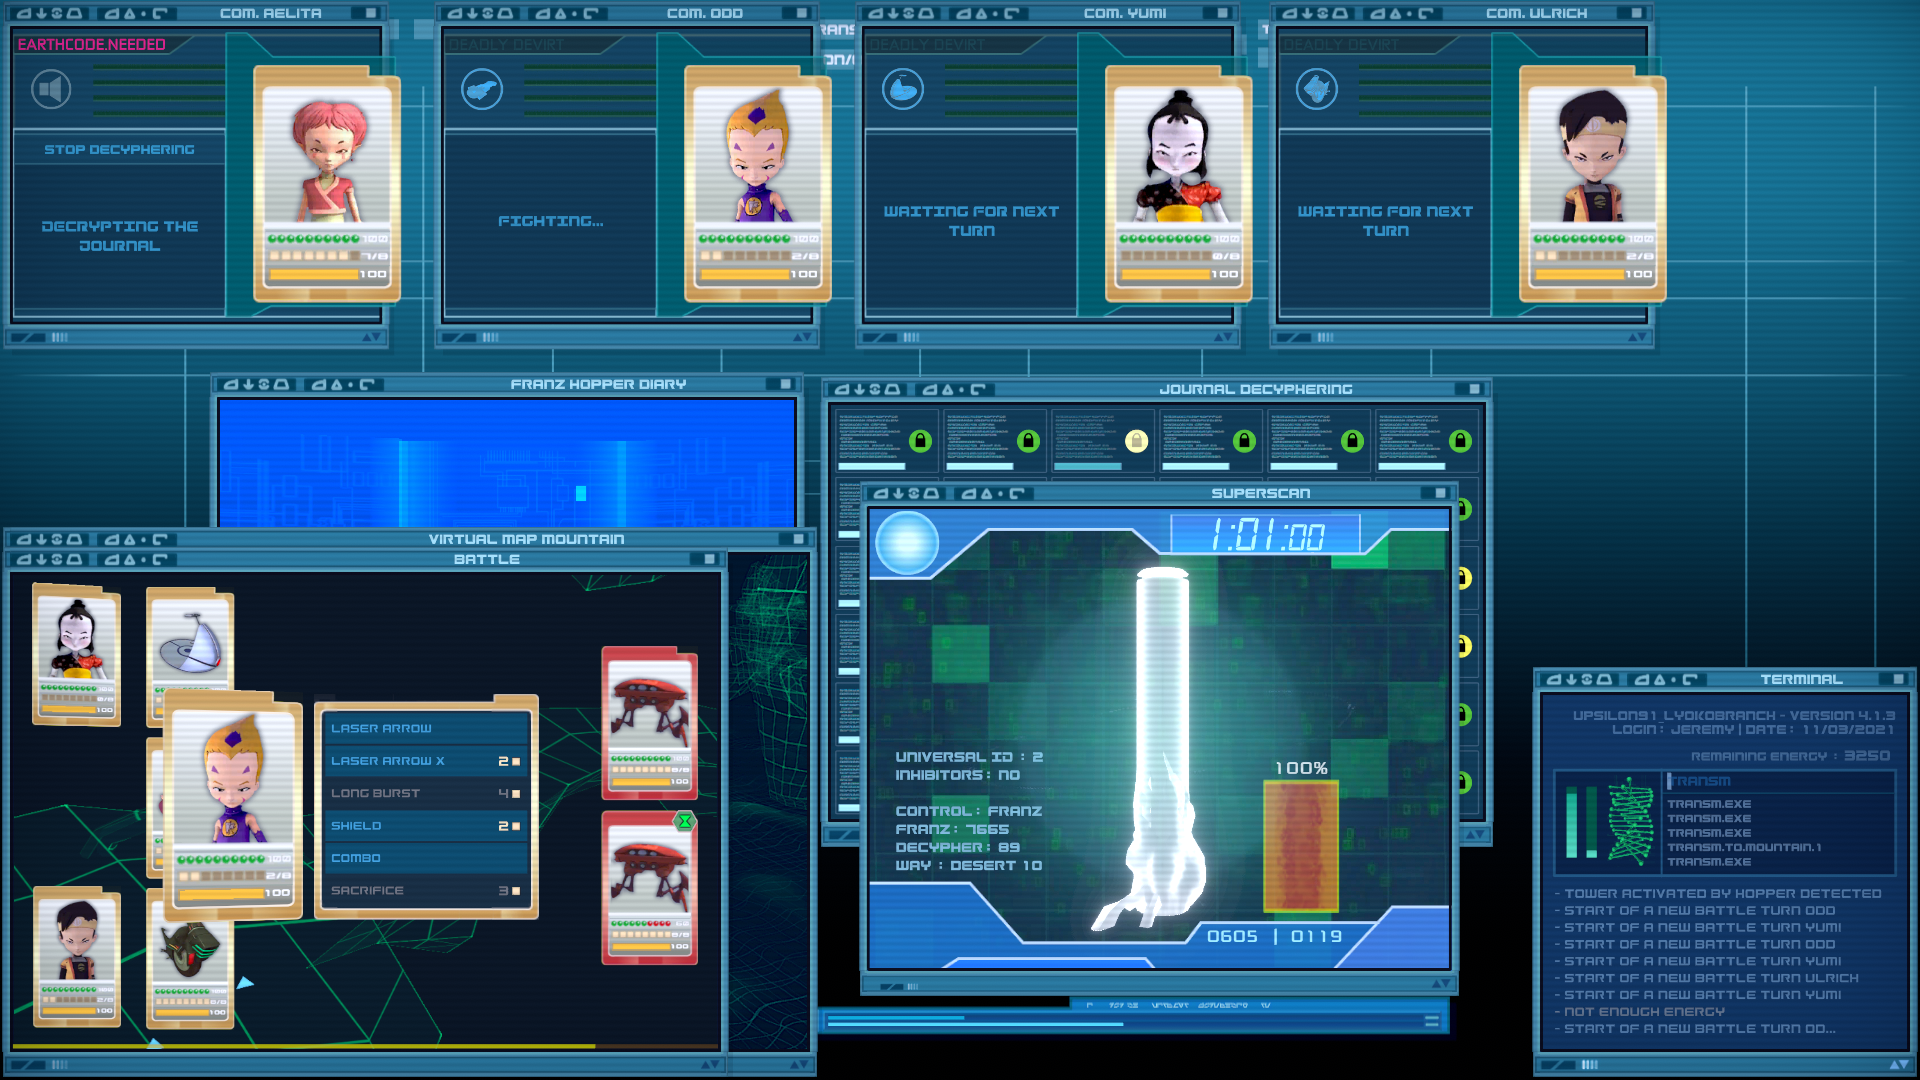 COM. AELITA
EARTHCODE.NEEDED
STOP DECYPHERING
DECRYPTING THE
JOURNAL
100
7/8
100
COM. ODD
DEADLY DEVIRT
FIGHTING...
100
2/8
100
COM. YUMI
DEADLY DEVIRT
WAITING FOR NEXT
TURN
100
0/8
100
COM. ULRICH
DEADLY DEVIRT
WAITING FOR NEXT
TURN
100
2/8
100
FRANZ HOPPER DIARY
JOURNAL DECYPHERING
VIRTUAL MAP MOUNTAIN
BATTLE
LASER ARROW
LASER ARROW X 2
LONG BURST 4
SHIELD 2
COMBO
SACRIFICE 3
100
2/8
100
SUPERSCAN
1:01:00
UNIVERSAL ID : 2
INHIBITORS : NO
CONTROL : FRANZ
FRANZ : 7665
DECYPHER : 89
WAY : DESERT 10
100%
0605 | 0119
TERMINAL
UPSILON91_LYOKOBRANCH - VERSION 4.1.3
LOGIN : JEREMY | DATE : 11/03/2021
REMAINING ENERGY : 3250
TRANSM
TRANSM.EXE
TRANSM.EXE
TRANSM.EXE
TRANSM.TO.MOUNTAIN.1
TRANSM.EXE
- TOWER ACTIVATED BY HOPPER DETECTED
- START OF A NEW BATTLE TURN ODD
- START OF A NEW BATTLE TURN YUMI
- START OF A NEW BATTLE TURN ODD
- START OF A NEW BATTLE TURN YUMI
- START OF A NEW BATTLE TURN ULRICH
- START OF A NEW BATTLE TURN YUMI
- NOT ENOUGH ENERGY
- START OF A NEW BATTLE TURN OD...